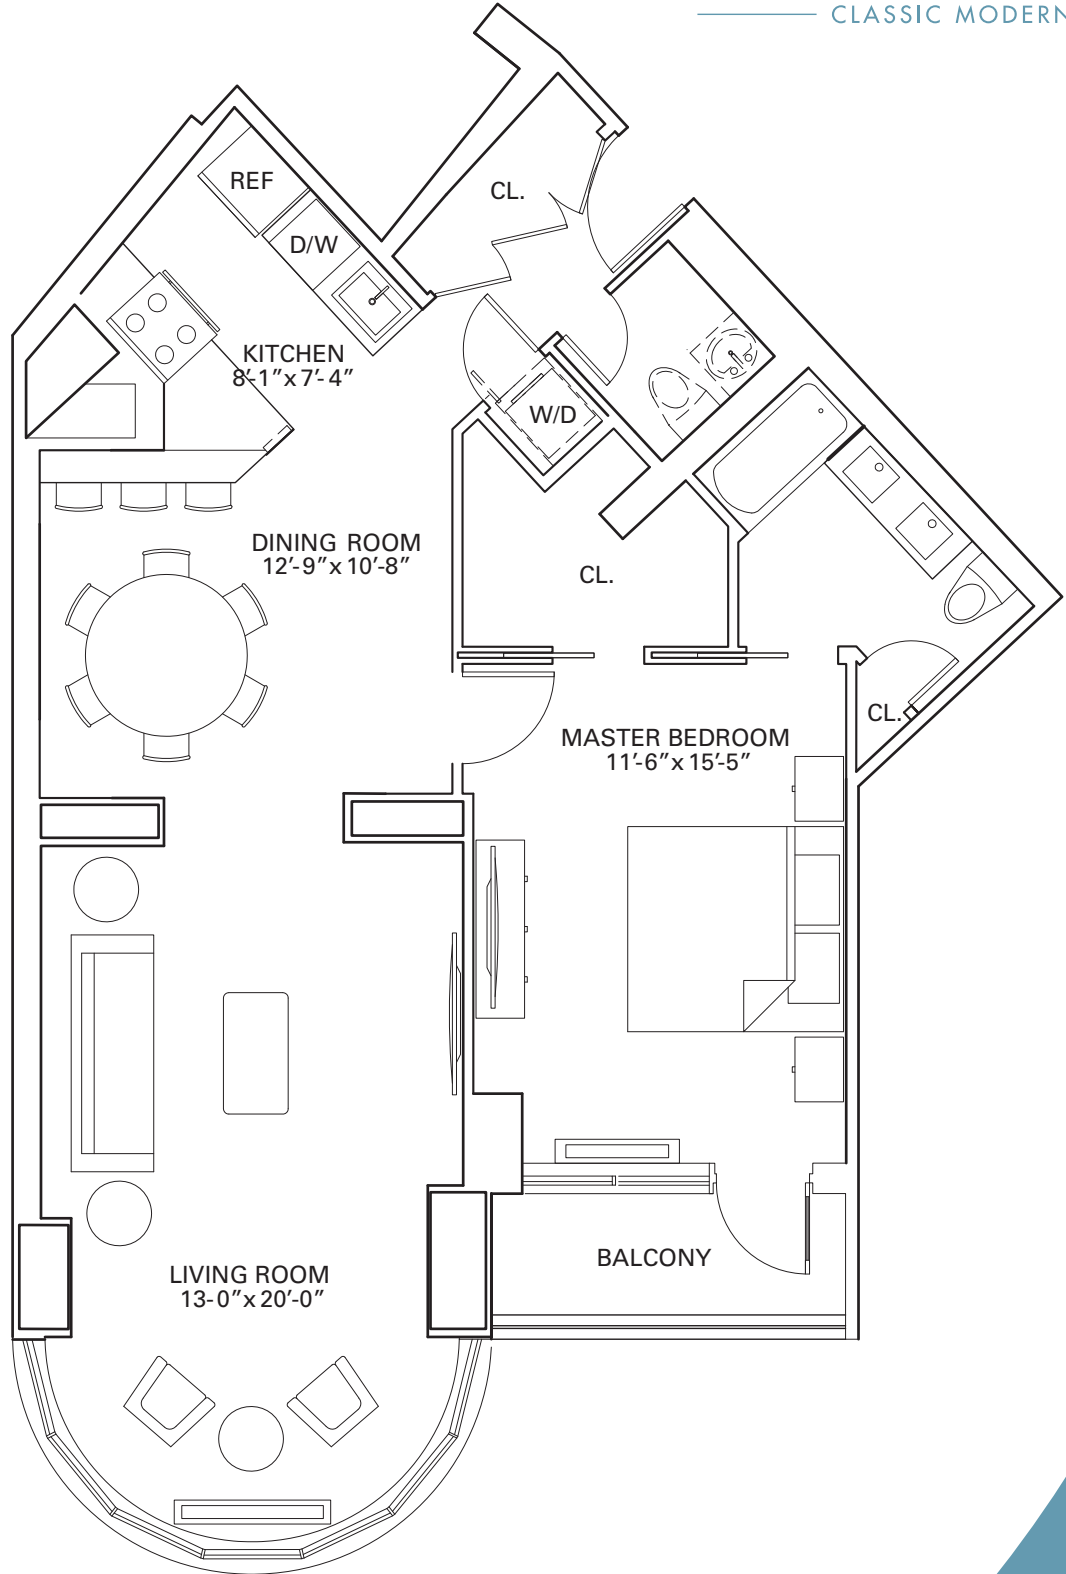 CLASSIC MODERN
CL.
REF
D/W
KITCHEN
8'-1"x 7'-4"
W/D
DINING ROOM
12'-9"x 10'-8"
CL.
CL.
MASTER BEDROOM
11'-6"x 15'-5"
BALCONY
LIVING ROOM
13-0"x 20'-0"